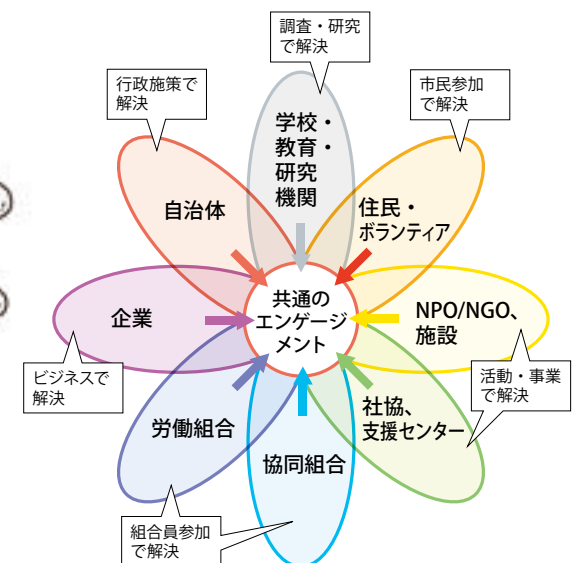 調査・研究
で解決
行政施策で
解決
市民参加
で解決
学校・
教育・
研究
機関
自治体
住民・
ボランティア
企業
共通の
エンゲージ
メント
NPO/NGO、
施設
ビジネスで
解決
活動・事業
で解決
労働組合
社協、
支援センター
協同組合
組合員参加
で解決